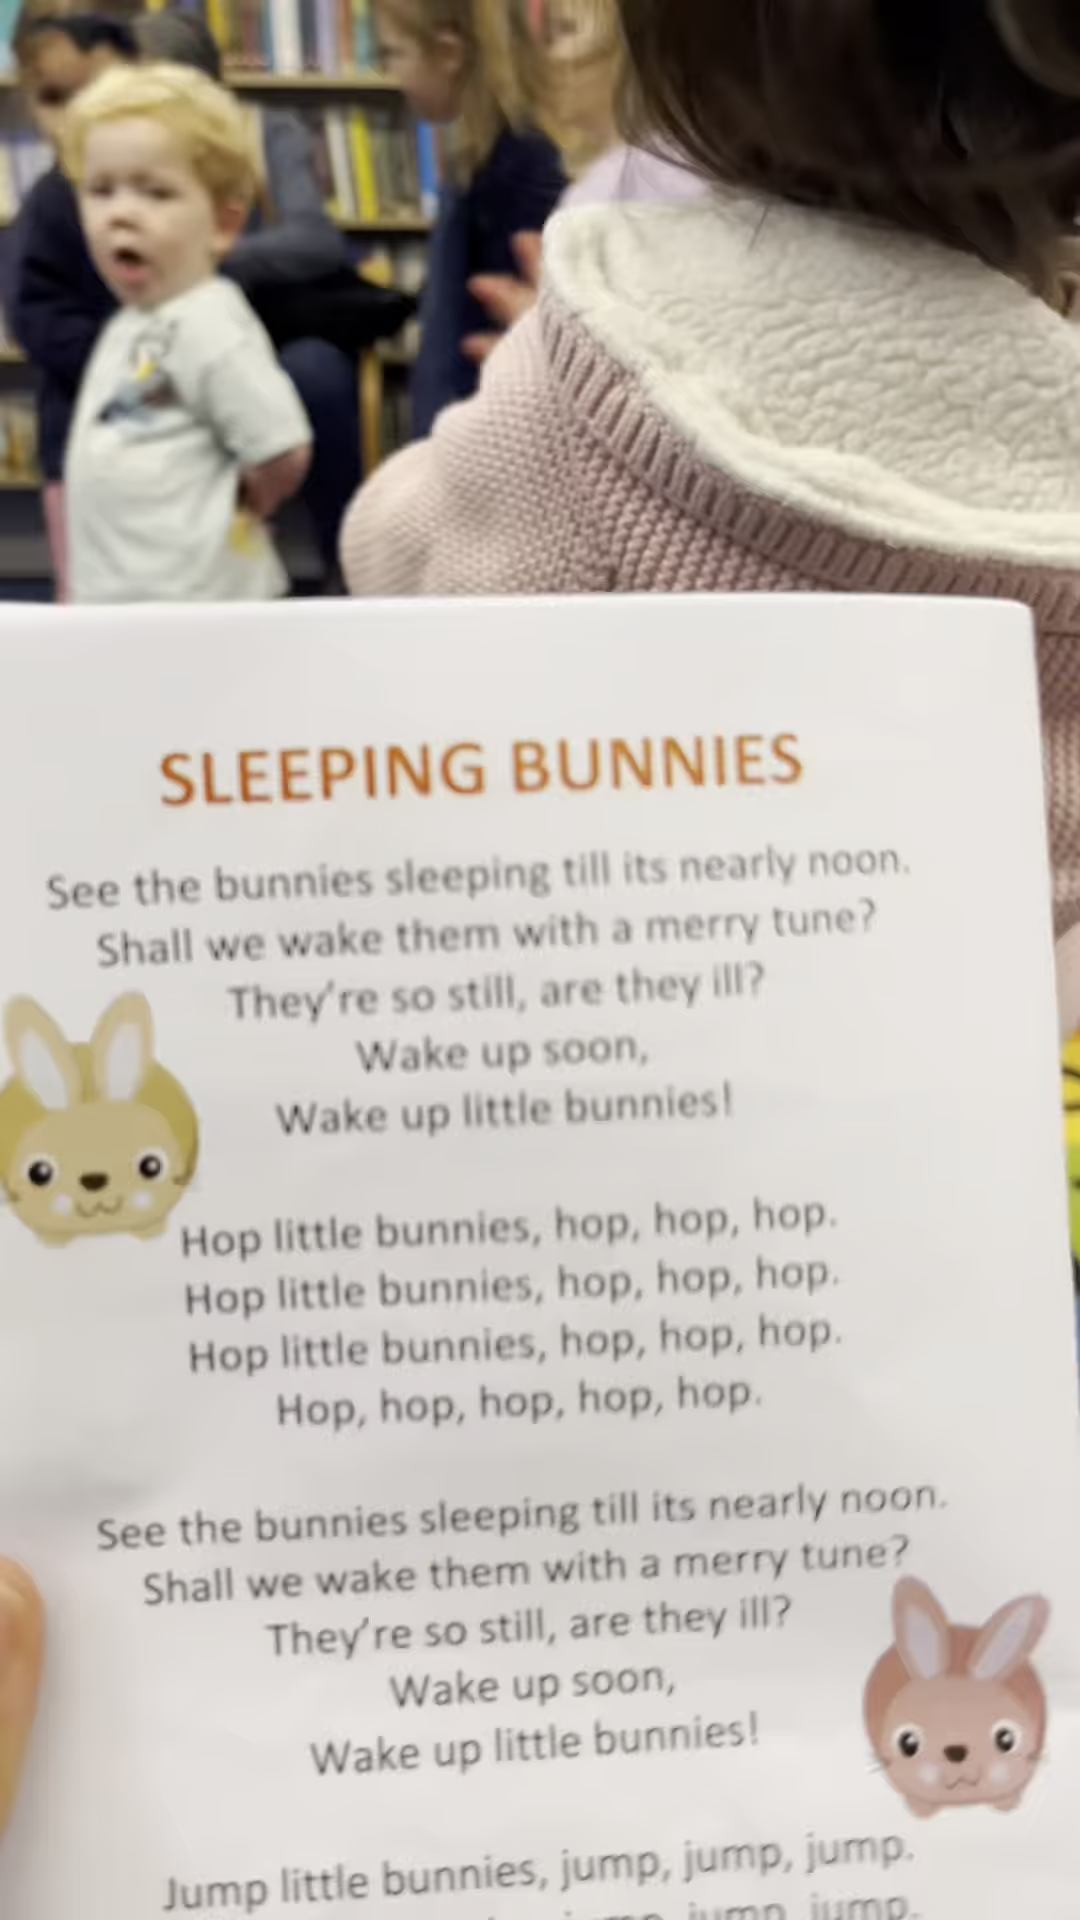 SLEEPING BUNNIES
See the bunnies sleeping till its nearly noon.
Shall we wake them with a merry tune?
They're so still, are they ill?
Wake up soon,
Wake up little bunnies!
Hop little bunnies, hop, hop, hop.
Hop little bunnies, hop, hop, hop.
Hop little bunnies, hop, hop, hop.
Hop, hop, hop, hop, hop.
See the bunnies sleeping till its nearly noon.
Shall we wake them with a merry tune?
They're so still, are they ill?
Wake up soon,
Wake up little bunnies!
Jump little bunnies, jump, jump, jump.
jump, jump, jump.